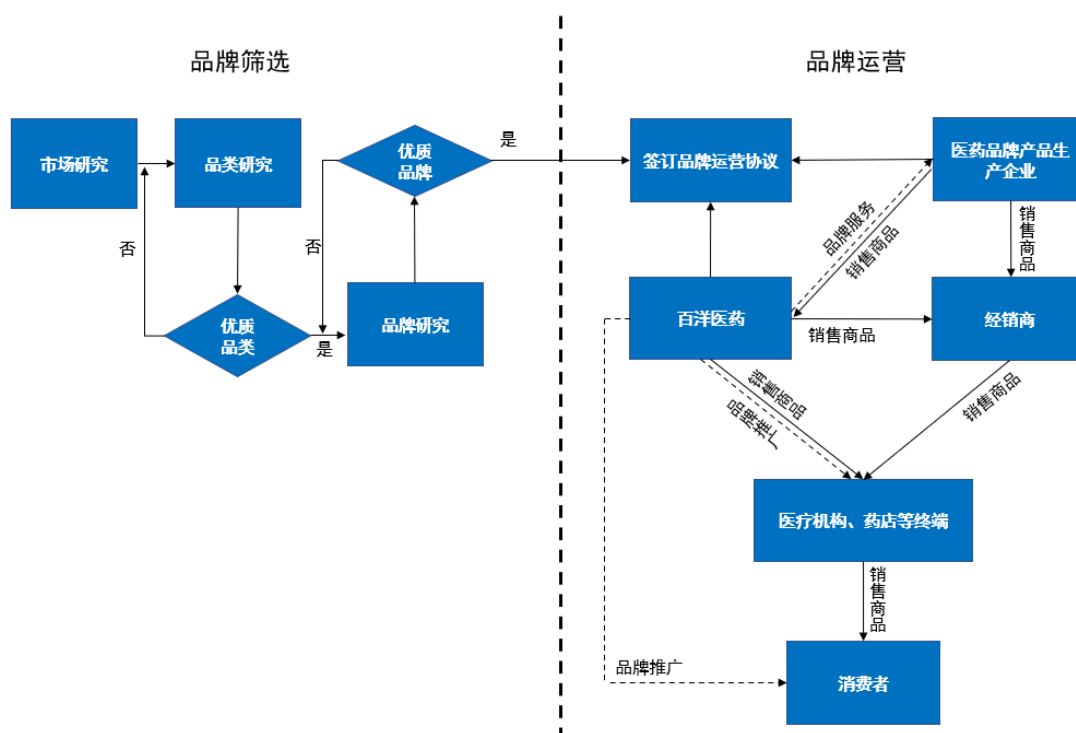 品牌筛选
品牌运营
市场研究
品类研究
优质
品牌
是
签订品牌运营协议
医药品牌产品生
产企业
否
否
品牌服务
销售商品
销售商品
优质
品类
是
品牌研究
百洋医药
销售商品
经销商
销售商品
品牌推广
销售商品
医疗机构、药店等终端
销售商品
品牌推广
消费者